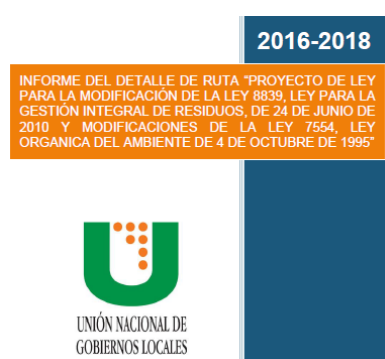 2016-2018
INFORME DEL DETALLE DE RUTA “PROYECTO DE LEY
PARA LA MODIFICACIÓN DE LA LEY 8839, LEY PARA LA
GESTIÓN INTEGRAL DE RESIDUOS, DE 24 DE JUNIO DE
2010 Y MODIFICACIONES DE LA LEY 7554, LEY
ORGANICA DEL AMBIENTE DE 4 DE OCTUBRE DE 1995”
UNIÓN NACIONAL DE
GOBIERNOS LOCALES